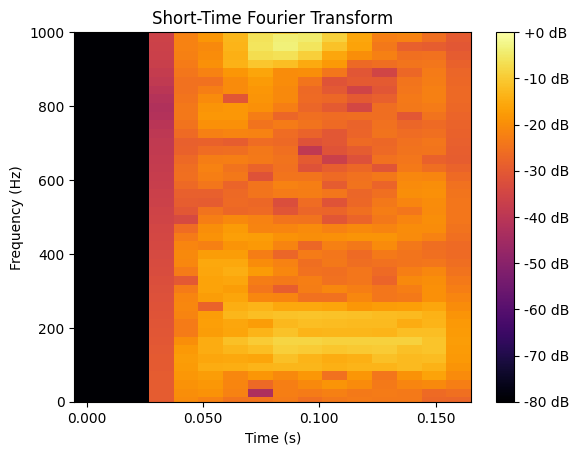 Short-Time Fourier Transform
1000
800
600
400
200
0
Frequency (Hz)
0.000
0.050
0.100
0.150
Time (s)
+0 dB
-10 dB
-20 dB
-30 dB
-40 dB
-50 dB
-60 dB
-70 dB
-80 dB